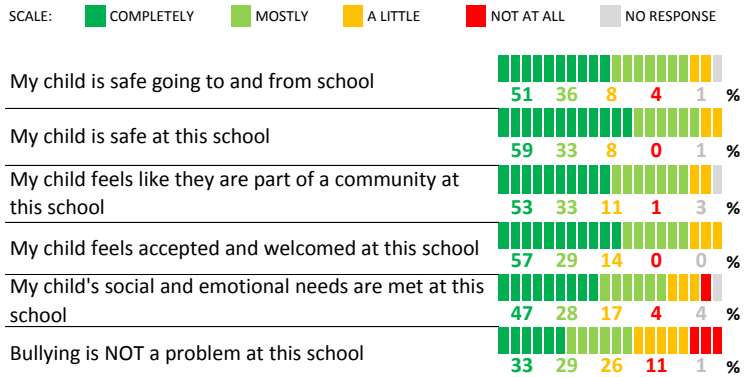 SCALE: COMPLETELY MOSTLY A LITTLE NOT AT ALL NO RESPONSE
My child is safe going to and from school
51 36 8 4 1 %
My child is safe at this school
59 33 8 0 1 %
My child feels like they are part of a community at
this school
53 33 11 1 3 %
My child feels accepted and welcomed at this school
57 29 14 0 0 %
My child's social and emotional needs are met at this
school
47 28 17 4 4 %
Bullying is NOT a problem at this school
33 29 26 11 1 %